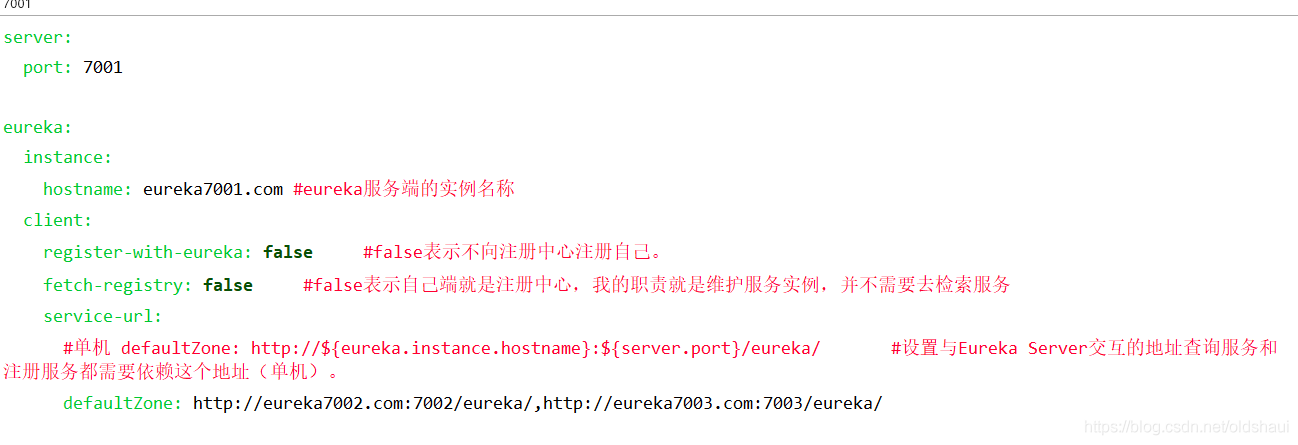 7001
server:
port: 7001
eureka:
instance:
hostname: eureka7001.com #eureka服务端的实例名称
client:
register-with-eureka: false #false表示不向注册中心注册自己。
fetch-registry: false #false表示自己端就是注册中心，我的职责就是维护服务实例，并不需要去检索服务
service-url:
#单机 defaultZone: http://${eureka.instance.hostname}:${server.port}/eureka/ #设置与Eureka Server交互的地址查询服务和
注册服务都需要依赖这个地址（单机）。
defaultZone: http://eureka7002.com:7002/eureka/,http://eureka7003.com:7003/eureka/
https://blog.csdn.net/oldshaui